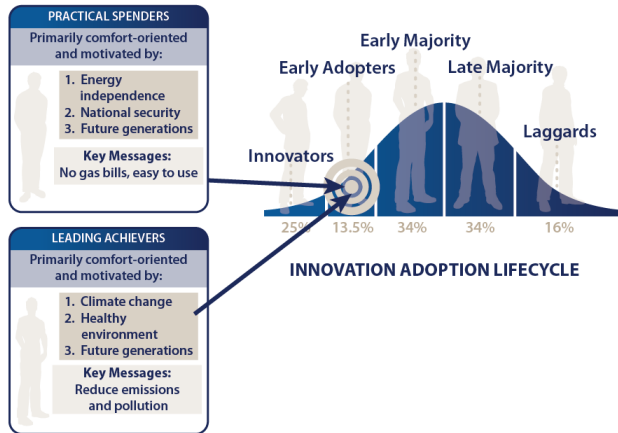 PRACTICAL SPENDERS
Primarily comfort-oriented
and motivated by:
1. Energy
independence
2. National security
3. Future generations
Key Messages:
No gas bills, easy to use
LEADING ACHIEVERS
Primarily comfort-oriented
and motivated by:
1. Climate change
2. Healthy
environment
3. Future generations
Key Messages:
Reduce emissions
and pollution
Early Majority
Early Adopters
Late Majority
Laggards
Innovators
25%
13.5%
34%
34%
16%
INNOVATION ADOPTION LIFECYCLE